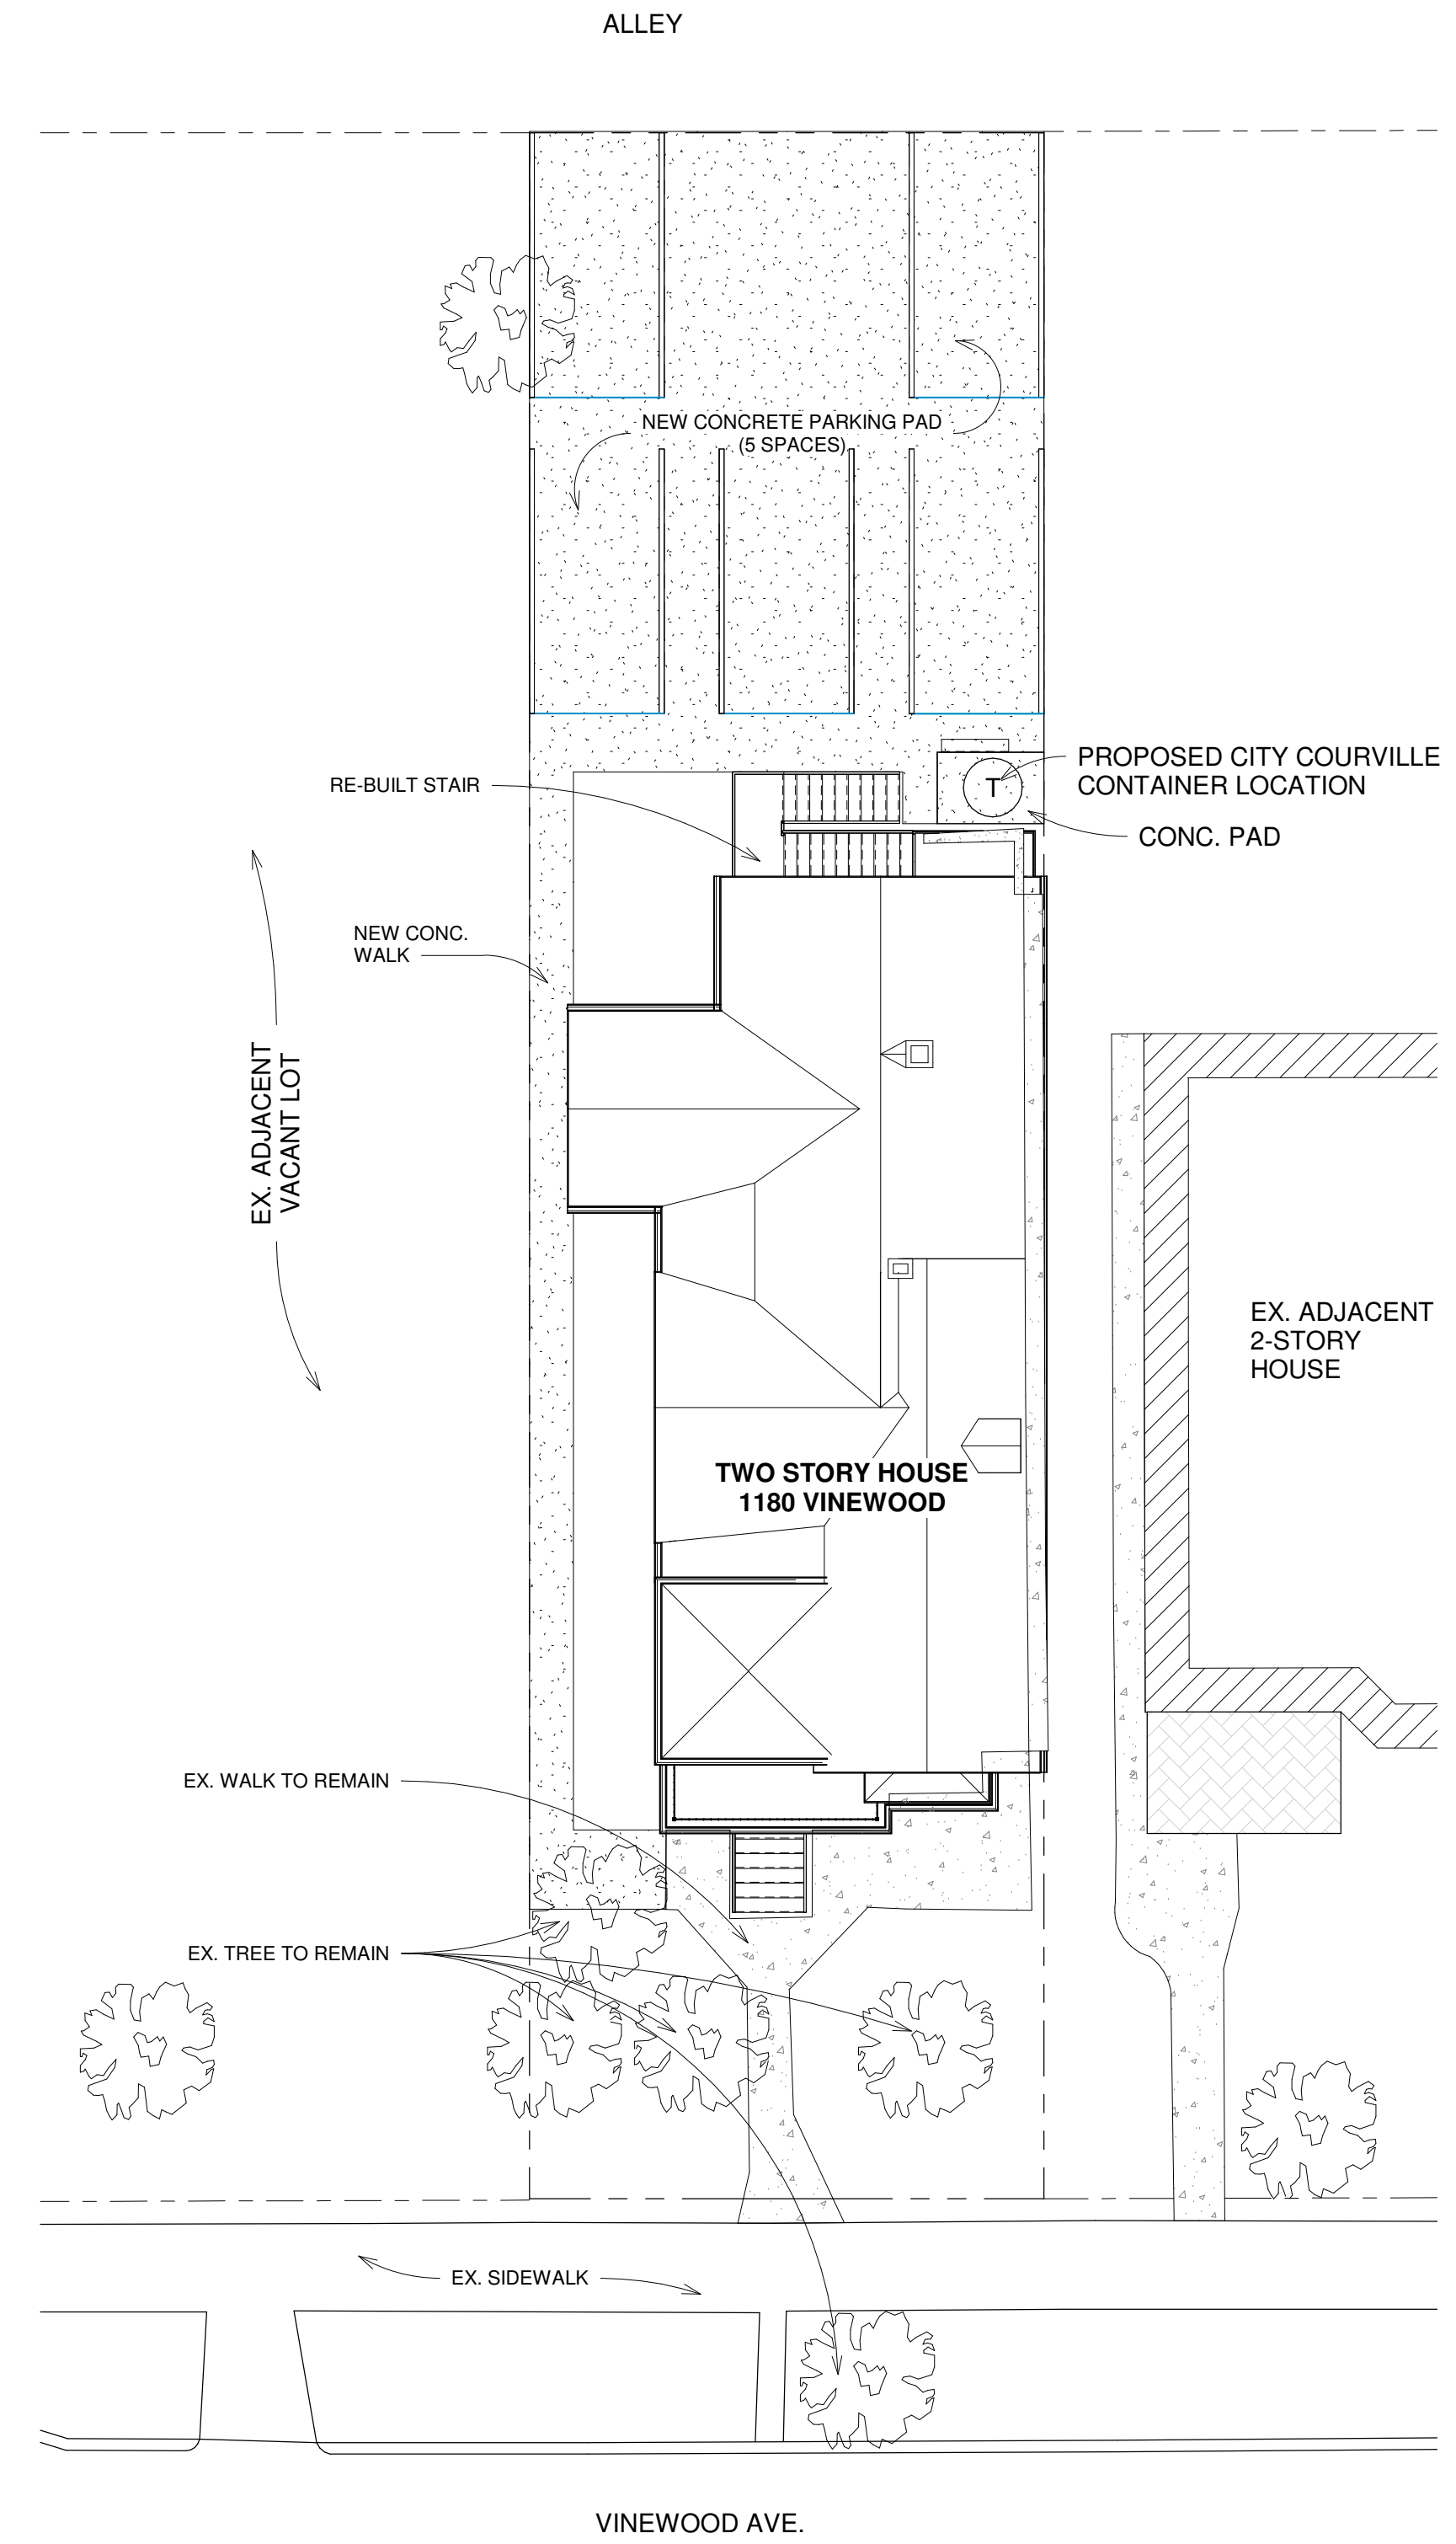 ALLEY
NEW CONCRETE PARKING PAD
(5 SPACES)
PROPOSED CITY COURVILLE
CONTAINER LOCATION
T
RE-BUILT STAIR
CONC. PAD
NEW CONC.
WALK
EX. ADJACENT
VACANT LOT
EX. ADJACENT
2-STORY
HOUSE
TWO STORY HOUSE
1180 VINEWOOD
EX. WALK TO REMAIN
EX. TREE TO REMAIN
EX. SIDEWALK
VINEWOOD AVE.